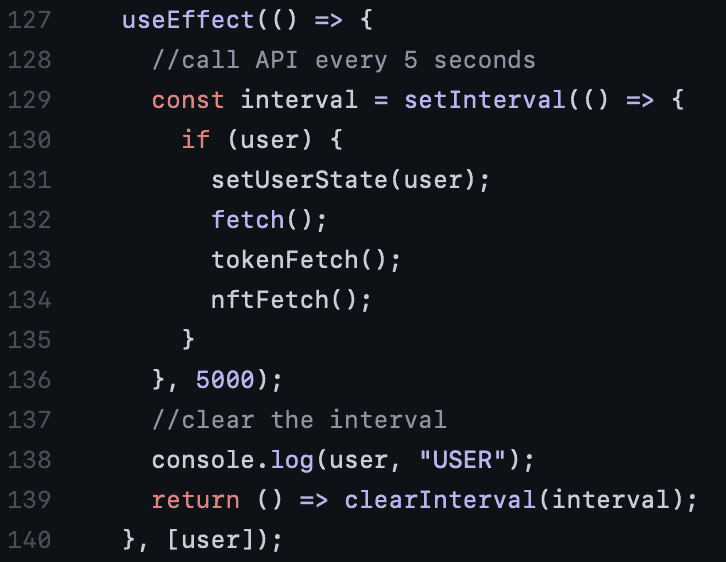 127 useEffect(() => {
128 //call API every 5 seconds
129 const interval = setInterval(() => {
130 if (user) {
131 setUserState(user);
132 fetch();
133 tokenFetch();
134 nftFetch();
135 }
136 }, 5000);
137 //clear the interval
138 console.log(user, "USER");
139 return () => clearInterval(interval);
140 }, [user]);